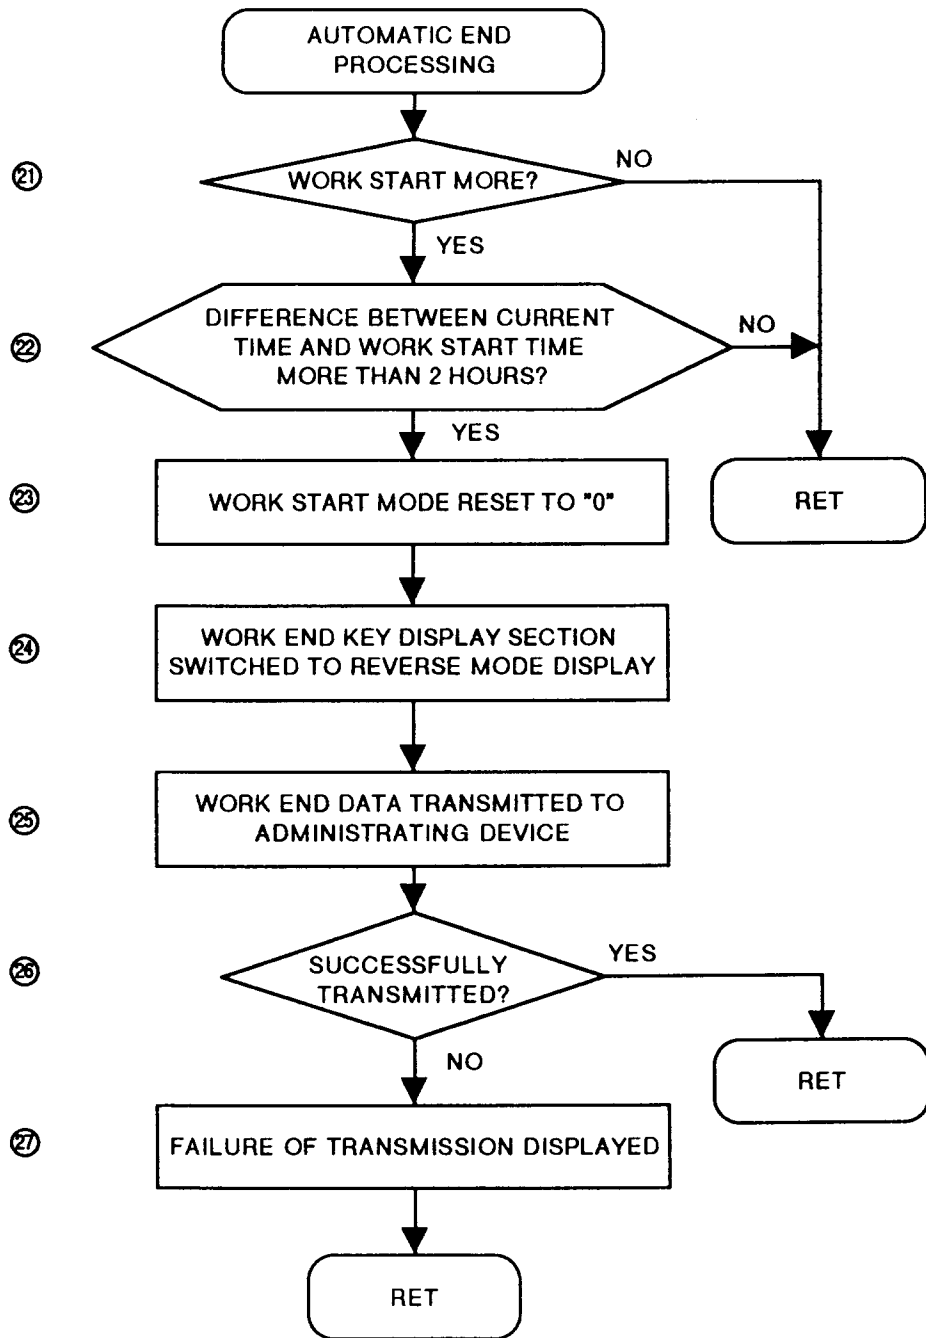 AUTOMATIC END
PROCESSING
㉑
WORK START MORE?
NO
YES
㉒
DIFFERENCE BETWEEN CURRENT
TIME AND WORK START TIME
MORE THAN 2 HOURS?
NO
YES
㉓
WORK START MODE RESET TO "0"
RET
㉔
WORK END KEY DISPLAY SECTION
SWITCHED TO REVERSE MODE DISPLAY
㉕
WORK END DATA TRANSMITTED TO
ADMINISTRATING DEVICE
㉖
SUCCESSFULLY
TRANSMITTED?
YES
NO
RET
㉗
FAILURE OF TRANSMISSION DISPLAYED
RET